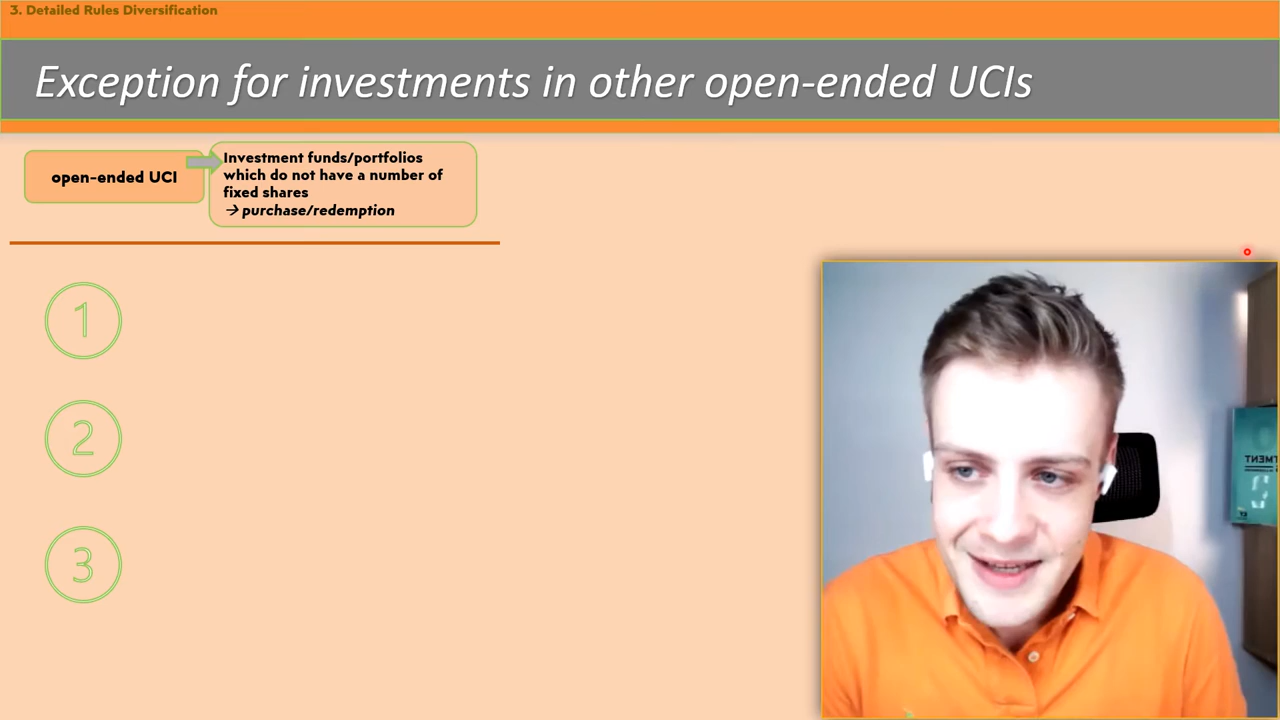 3. Detailed Rules Diversification
Exception for investments in other open-ended UCIs
open-ended UCI
Investment funds/portfolios
which do not have a number of
fixed shares
→ purchase/redemption
1
2
3